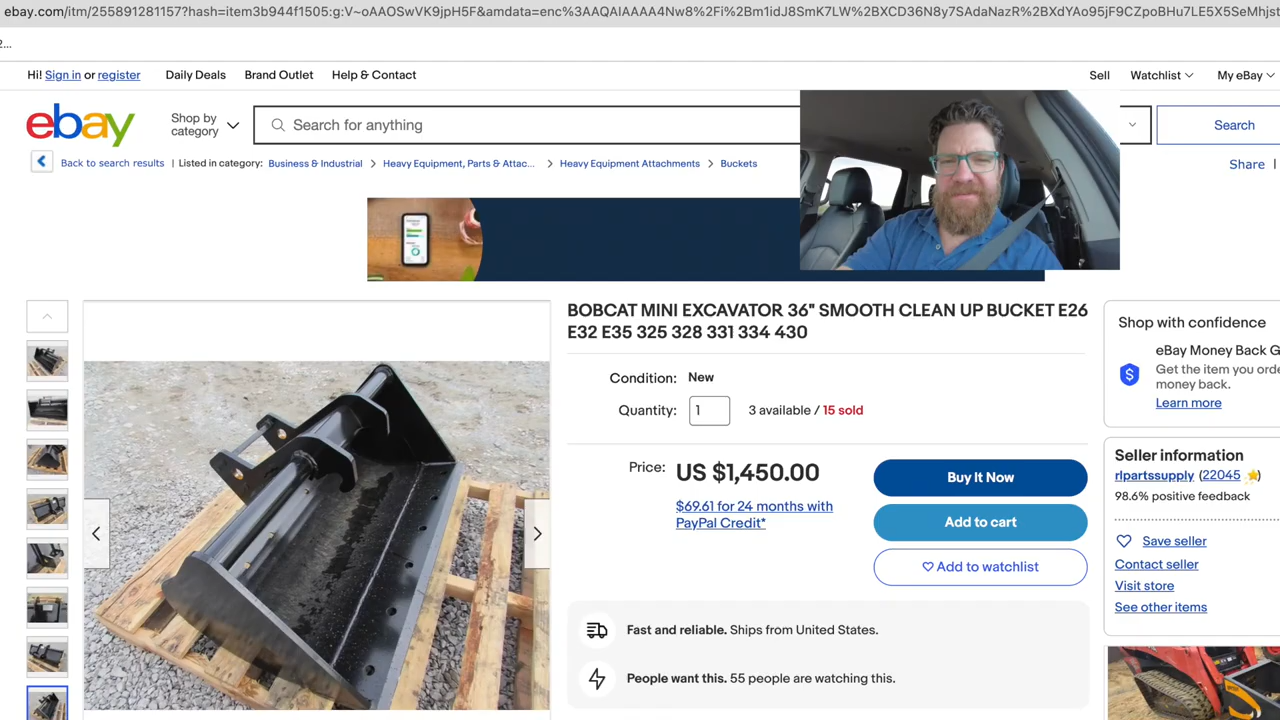 ebay.com/itm/255891281157?hash=item3b944f1505:g:V~oAAOSwVK9jpH5F&amdata=enc%3AAQAIAAAA4Nw8%2Fi%2Bm1idJ8SmK7LW%2BXCD36N8y7SAdaNazR%2BXdYAo95jF9CZpoBHu7LE5X5SeMhjst
2...
Hi! Sign in or register Daily Deals Brand Outlet Help & Contact Sell Watchlist My eBay
ebay Shop by category Search for anything Search
Back to search results | Listed in category: Business & Industrial > Heavy Equipment, Parts & Attac... > Heavy Equipment Attachments > Buckets Share |
BOBCAT MINI EXCAVATOR 36" SMOOTH CLEAN UP BUCKET E26
E32 E35 325 328 331 334 430
Condition: New
Quantity: 1 3 available / 15 sold
Price: US $1,450.00
$69.61 for 24 months with
PayPal Credit*
Buy It Now
Add to cart
Add to watchlist
Fast and reliable. Ships from United States.
People want this. 55 people are watching this.
Shop with confidence
eBay Money Back G
Get the item you orde
money back.
Learn more
Seller information
rlpartssupply (22045 )
98.6% positive feedback
Save seller
Contact seller
Visit store
See other items